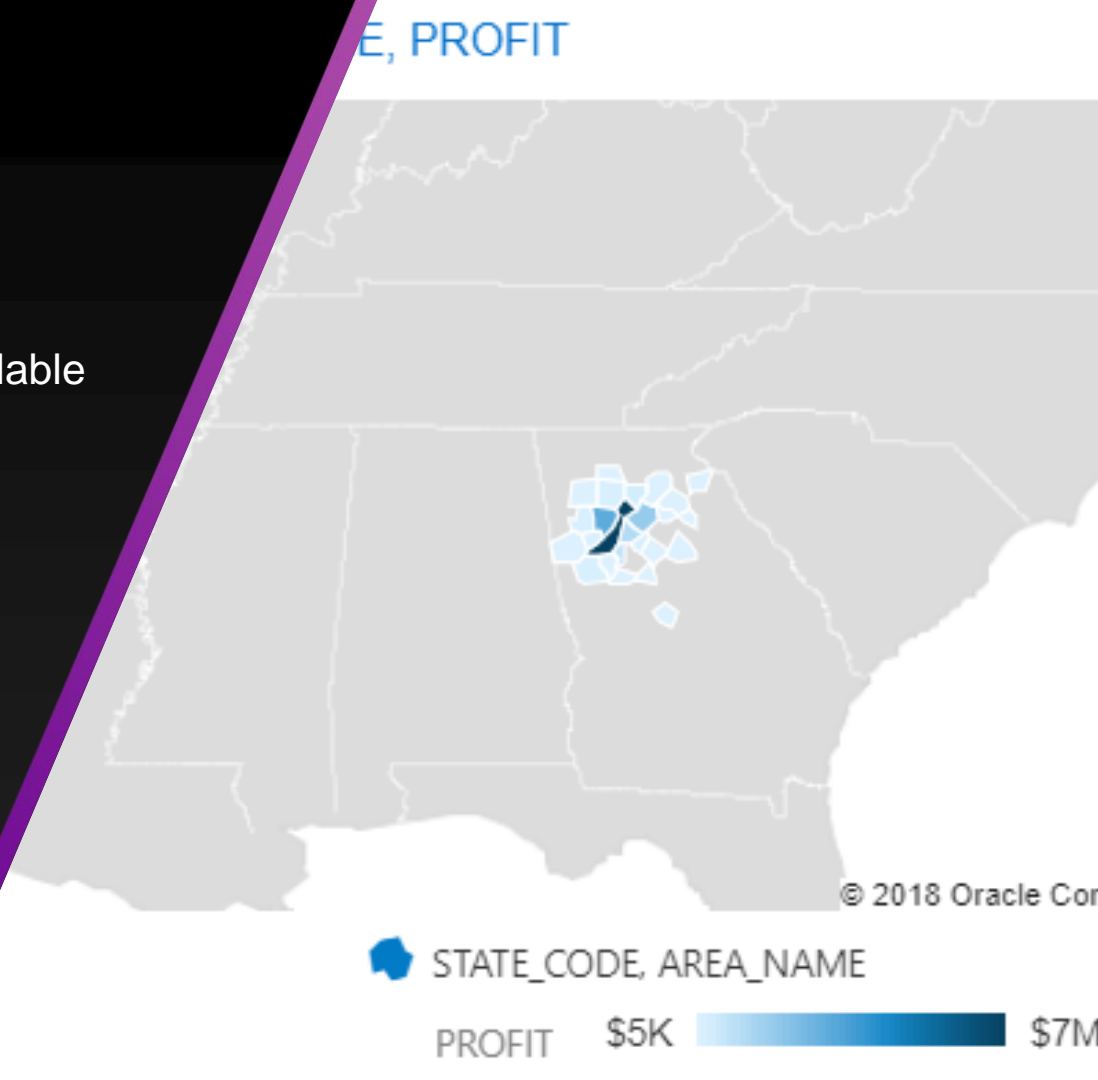 E, PROFIT
lable
© 2018 Oracle Cor
STATE_CODE, AREA_NAME
PROFIT $5K $7M